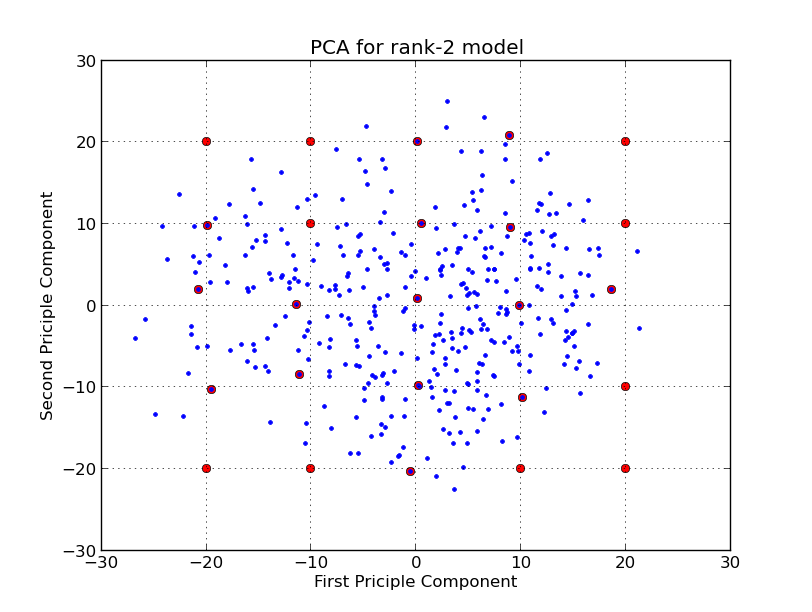 PCA for rank-2 model
30
20
10
0
−10
−20
−30
Second Priciple Component
−30 −20 −10 0 10 20 30
First Priciple Component